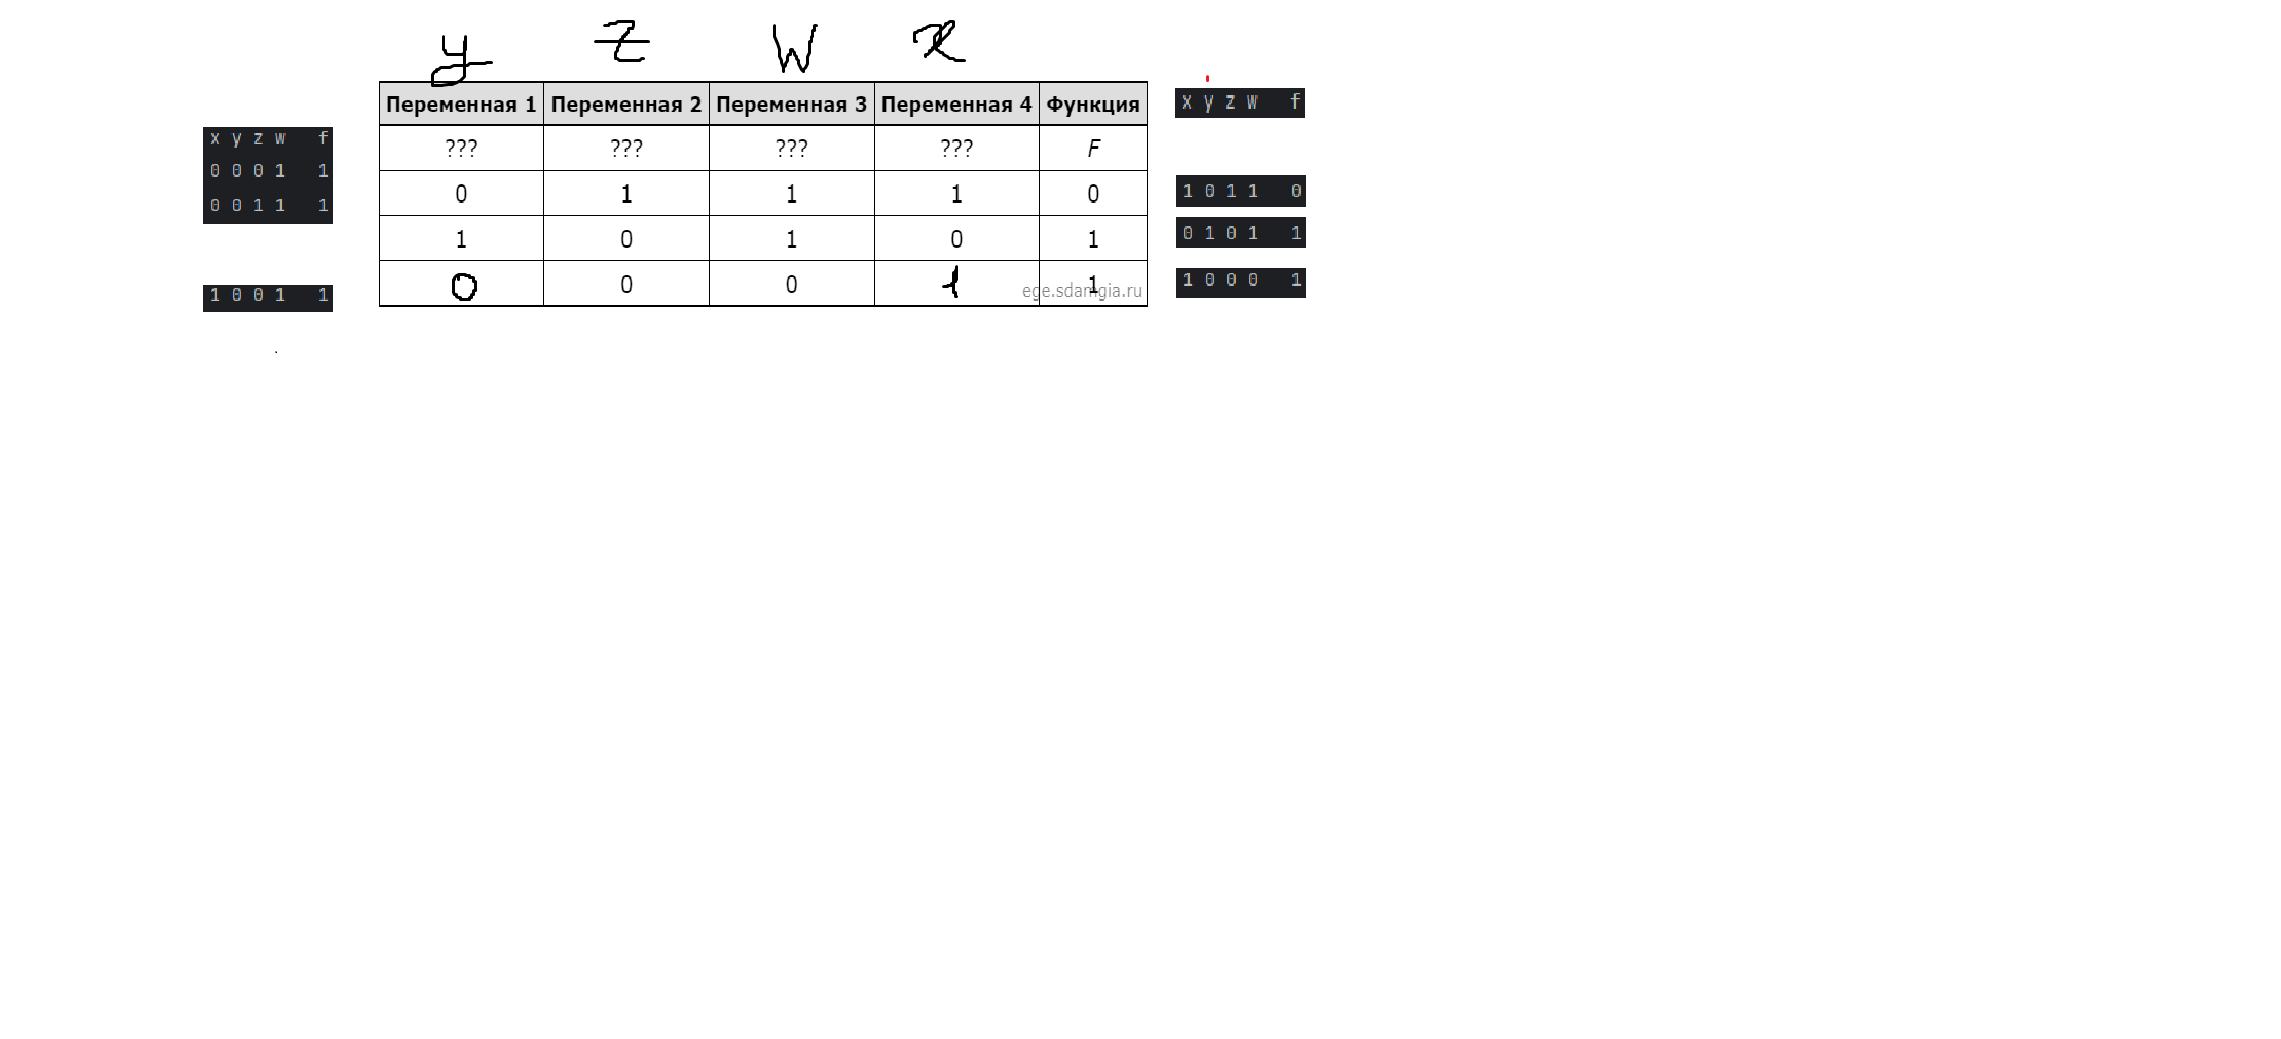 y z w x
x y z w f
0 0 0 1 1
0 0 1 1 1
1 0 0 1 1
Переменная 1 Переменная 2 Переменная 3 Переменная 4 Функция
??? ??? ??? ??? F
0 1 1 1 0
1 0 1 0 1
0 0 0 1 1
ege.sdamgia.ru
x y z w f
1 0 1 1 0
0 1 0 1 1
1 0 0 0 1